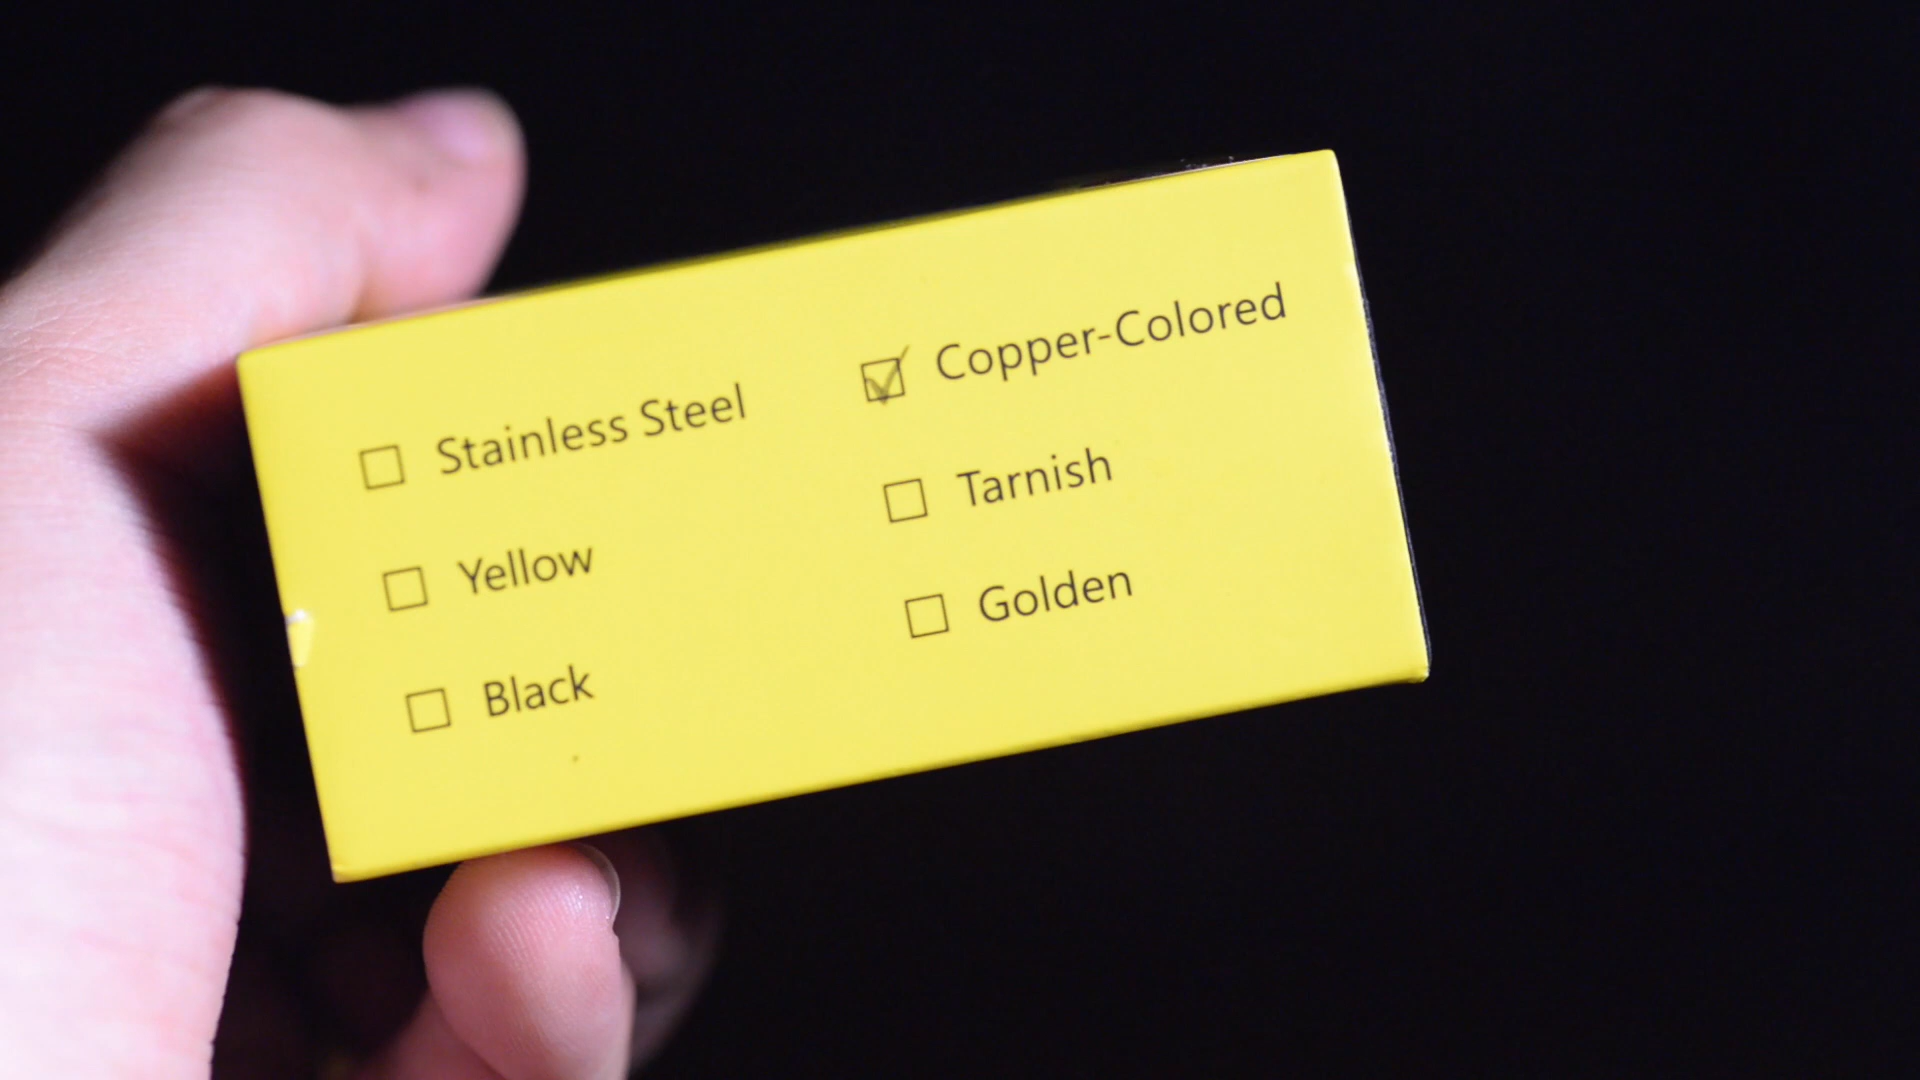 Stainless Steel
Yellow
Black
Copper-Colored
Tarnish
Golden